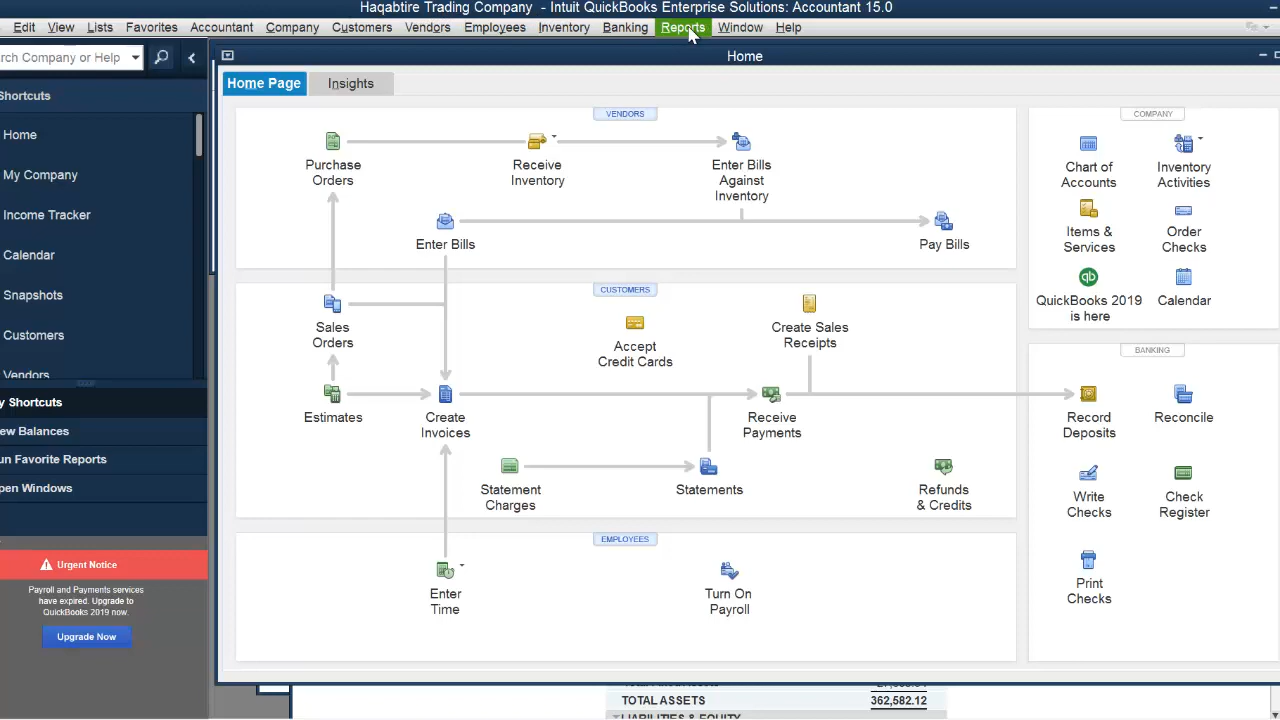 Haqabtire Trading Company - Intuit QuickBooks Enterprise Solutions: Accountant 15.0
Edit View Lists Favorites Accountant Company Customers Vendors Employees Inventory Banking Reports Window Help
rch Company or Help
Home
Home Page Insights
Shortcuts
Home
My Company
Income Tracker
Calendar
Snapshots
Customers
Vendors
y Shortcuts
ew Balances
un Favorite Reports
pen Windows
Urgent Notice
Payroll and Payments services
have expired. Upgrade to
QuickBooks 2019 now.
Upgrade Now
VENDORS
Purchase
Orders
Receive
Inventory
Enter Bills
Against
Inventory
Enter Bills
Pay Bills
CUSTOMERS
Sales
Orders
Accept
Credit Cards
Create Sales
Receipts
Estimates
Create
Invoices
Receive
Payments
Statement
Charges
Statements
Refunds
& Credits
EMPLOYEES
Enter
Time
Turn On
Payroll
COMPANY
Chart of
Accounts
Inventory
Activities
Items &
Services
Order
Checks
QuickBooks 2019
is here
Calendar
BANKING
Record
Deposits
Reconcile
Write
Checks
Check
Register
Print
Checks
TOTAL ASSETS 362,582.12
LIABILITIES & EQUITY